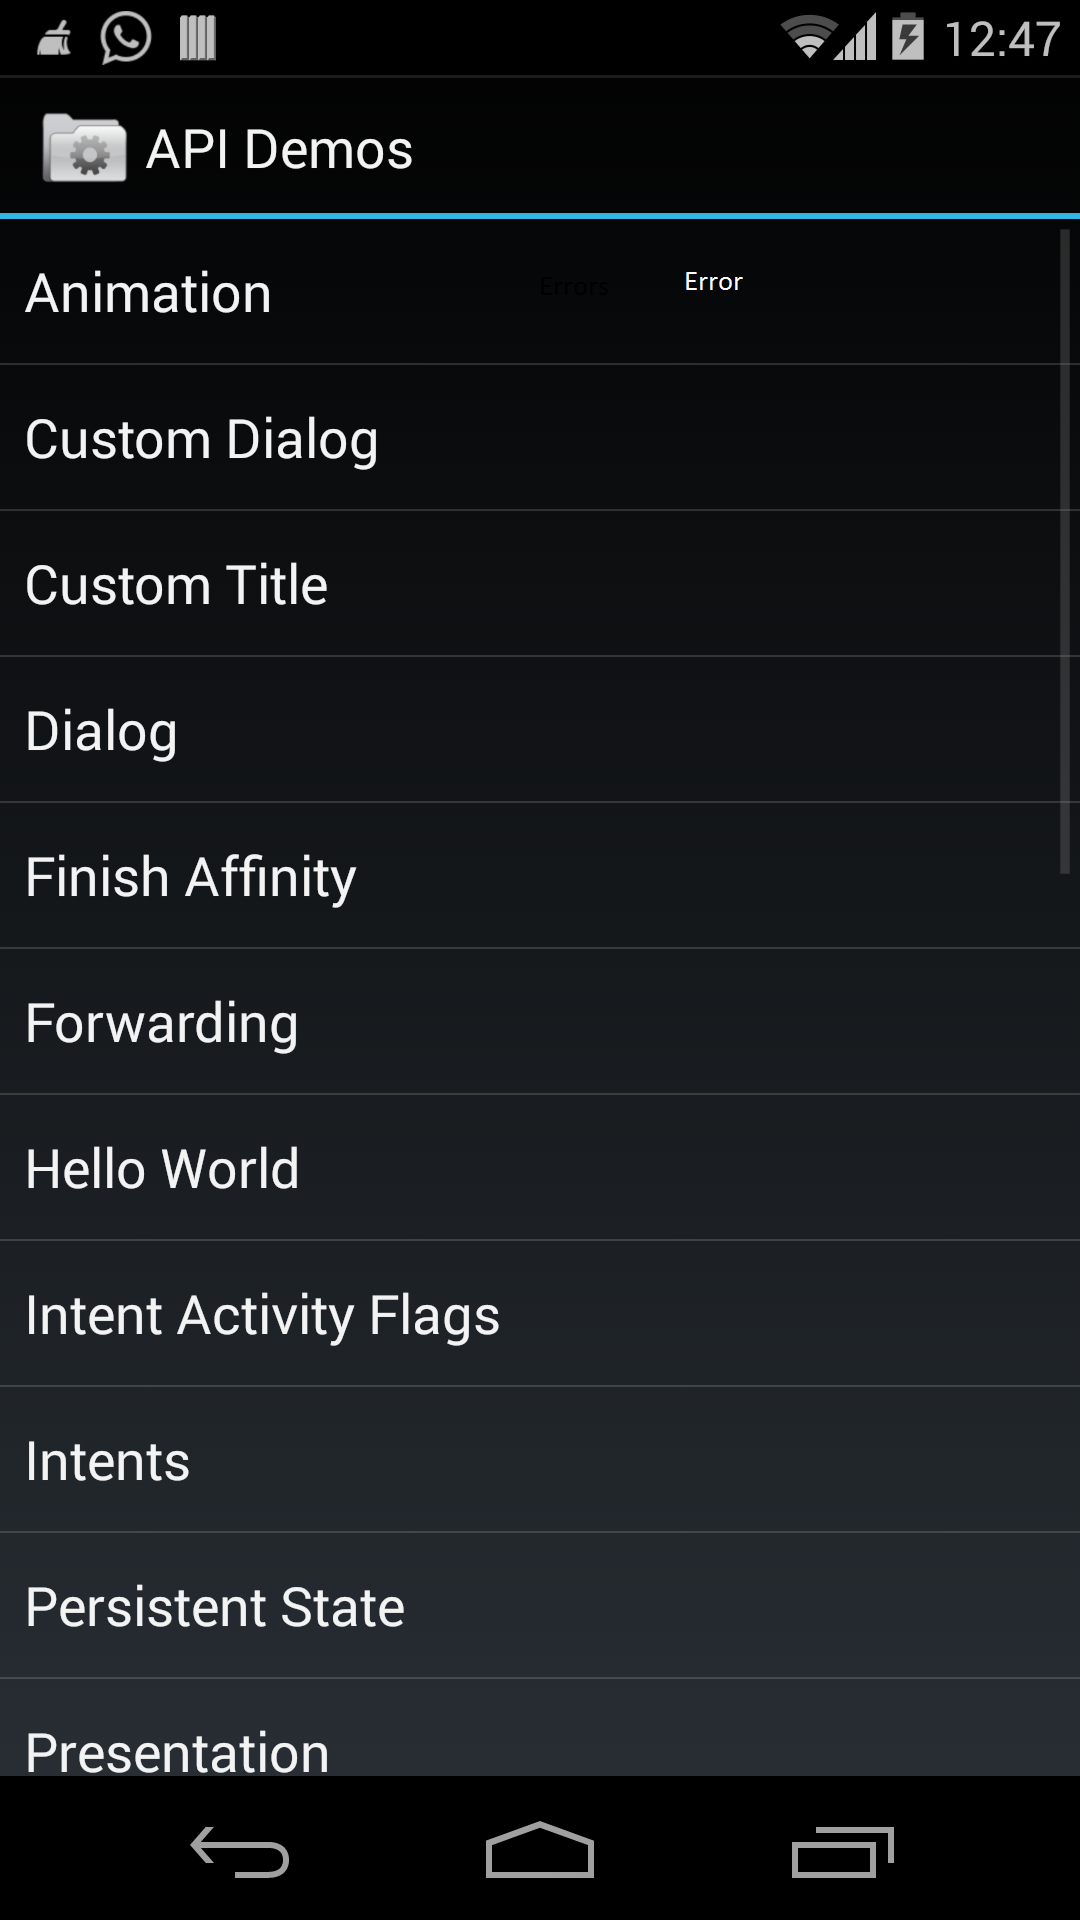 12:47
API Demos
Animation Errors Error
Custom Dialog
Custom Title
Dialog
Finish Affinity
Forwarding
Hello World
Intent Activity Flags
Intents
Persistent State
Presentation